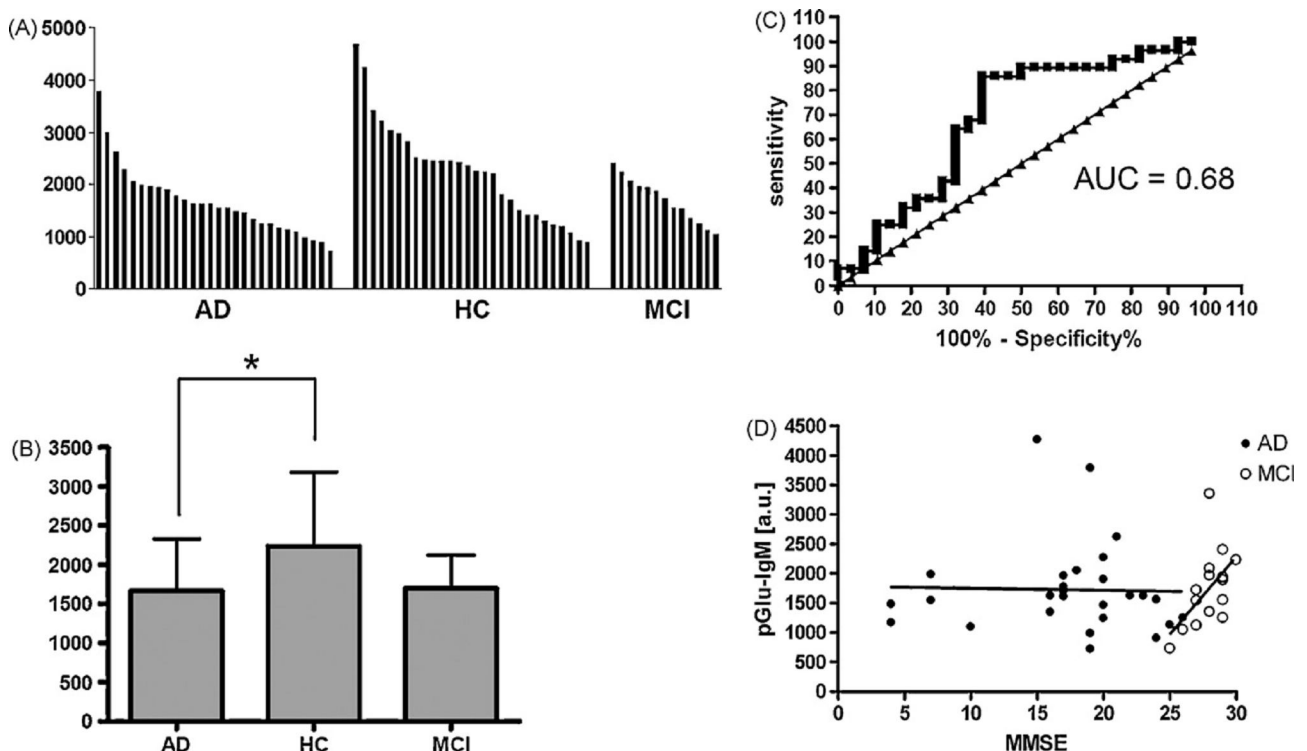 (A)
5000
4000
3000
2000
1000
0
AD HC MCI
(B)
*
3500
3000
2500
2000
1500
1000
500
0
AD HC MCI
(C)
sensitivity
110
100
90
80
70
60
50
40
30
20
10
0
AUC = 0.68
0 10 20 30 40 50 60 70 80 90 100 110
100% - Specificity%
(D)
pGlu-IgM [a.u.]
4500
4000
3500
3000
2500
2000
1500
1000
500
0
AD
MCI
0 5 10 15 20 25 30
MMSE